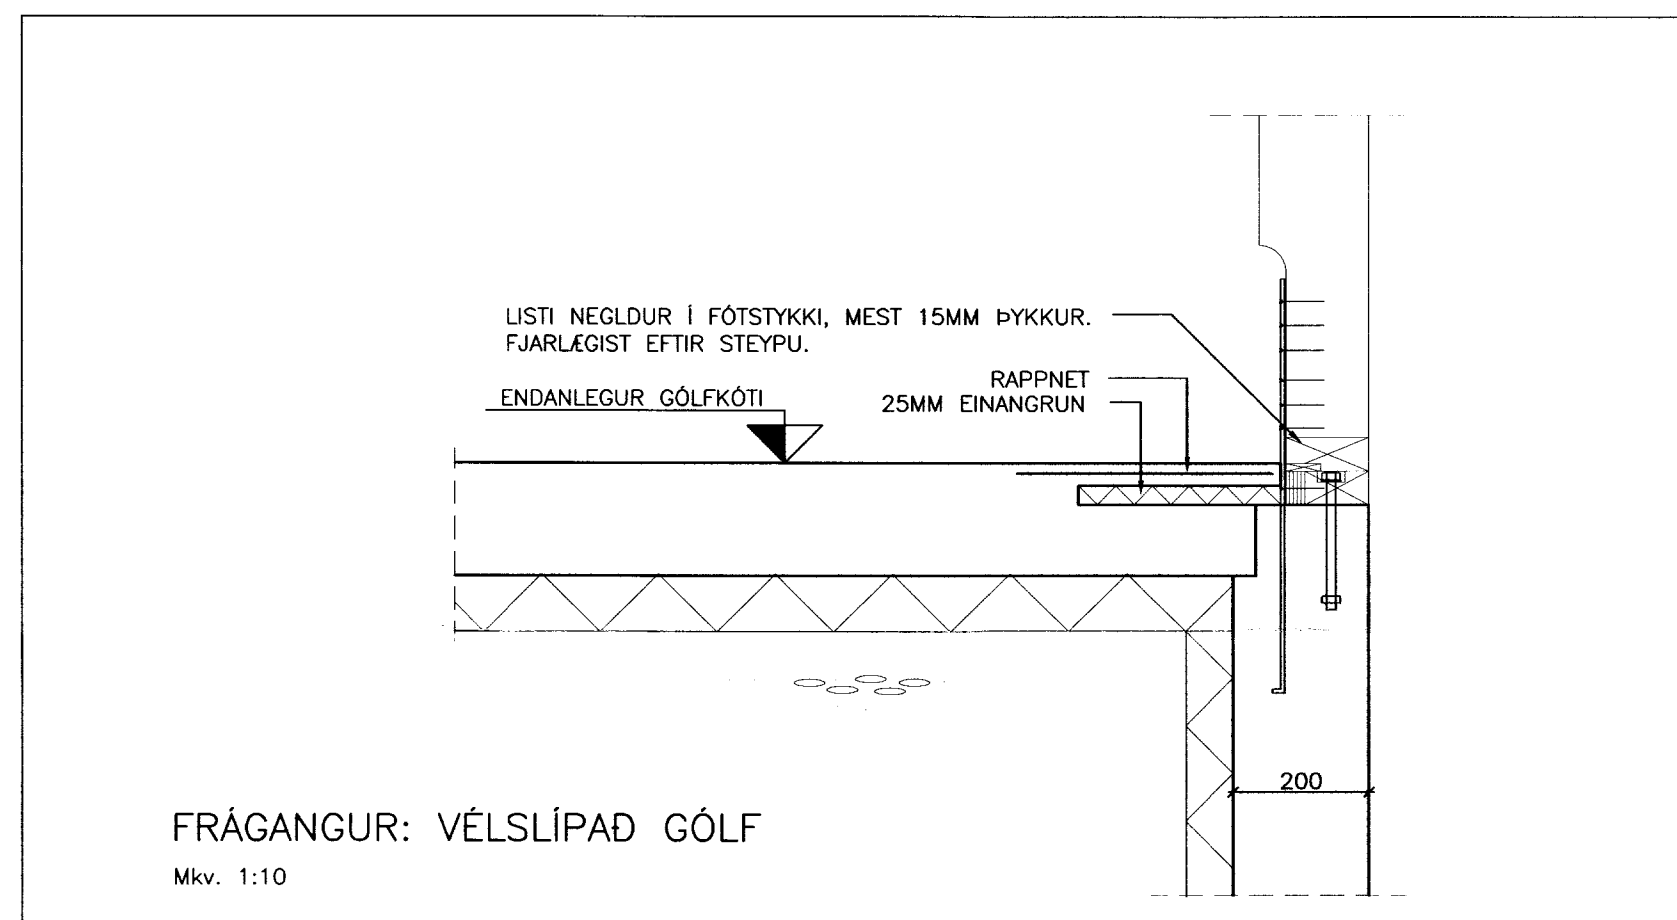 LISTI NEGLDUR Í FÓTSTYKKI, MEST 15MM ÞYKKUR.
FJARLÆGIST EFTIR STEYPU.
RAPPNET
ENDANLEGUR GÓLFKÓTI
25MM EINANGRUN
200
FRÁGANGUR: VÉLSLÍPAÐ GÓLF
Mkv. 1:10